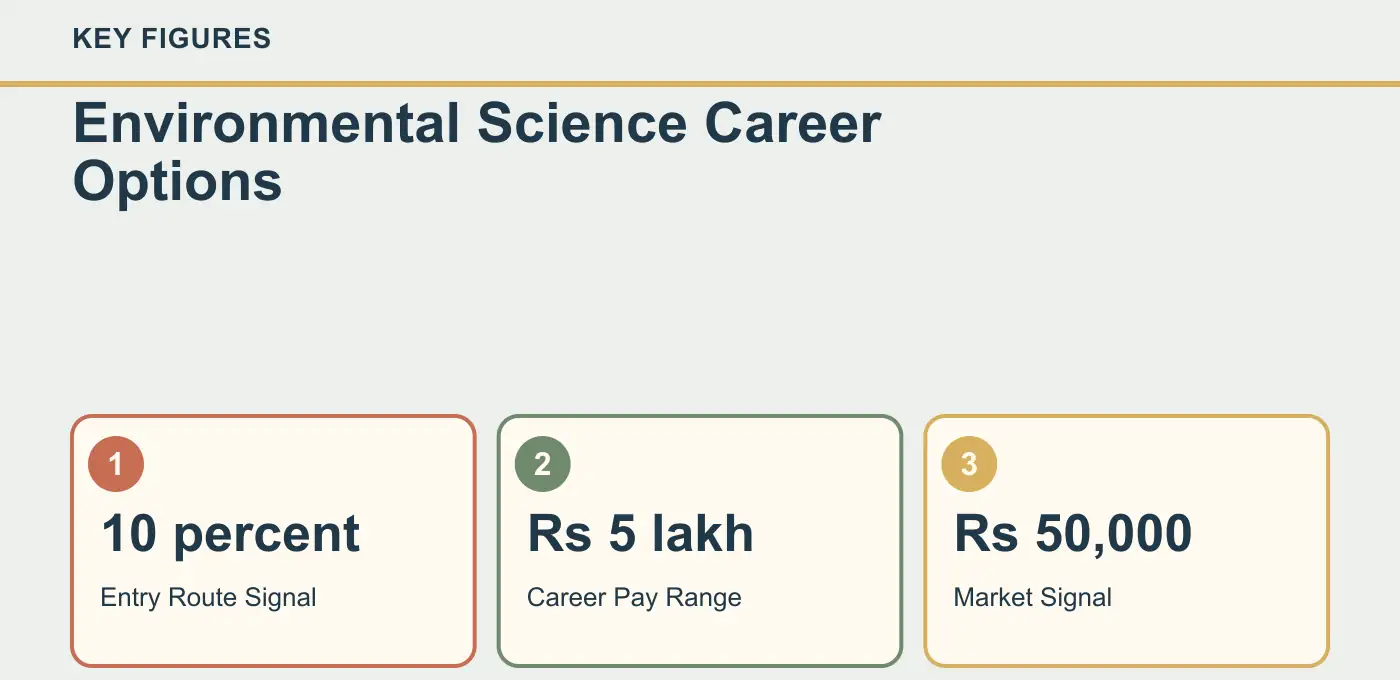 KEY FIGURES
Environmental Science Career
Options
1
10 percent
Entry Route Signal
2
Rs 5 lakh
Career Pay Range
3
Rs 50,000
Market Signal